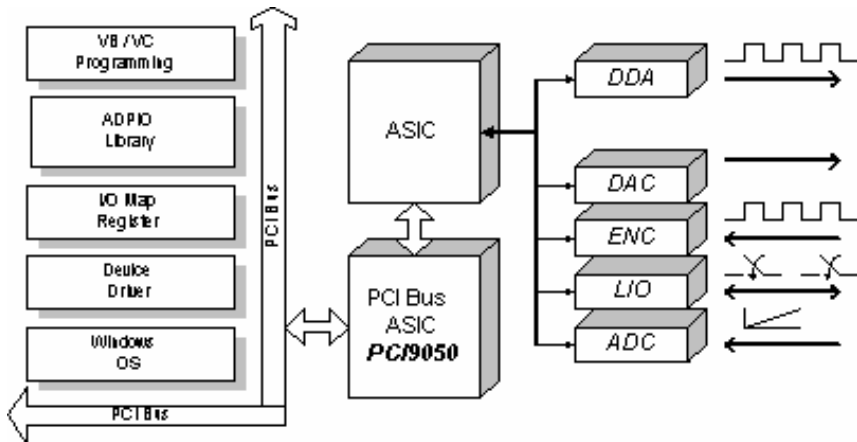 VB / VC
Programming
ADPIO
Library
I/O Map
Register
Device
Driver
Windows
OS
PCI Bus
PCI Bus
ASIC
PCI Bus
ASIC
PCI9050
DDA
DAC
ENC
LIO
ADC